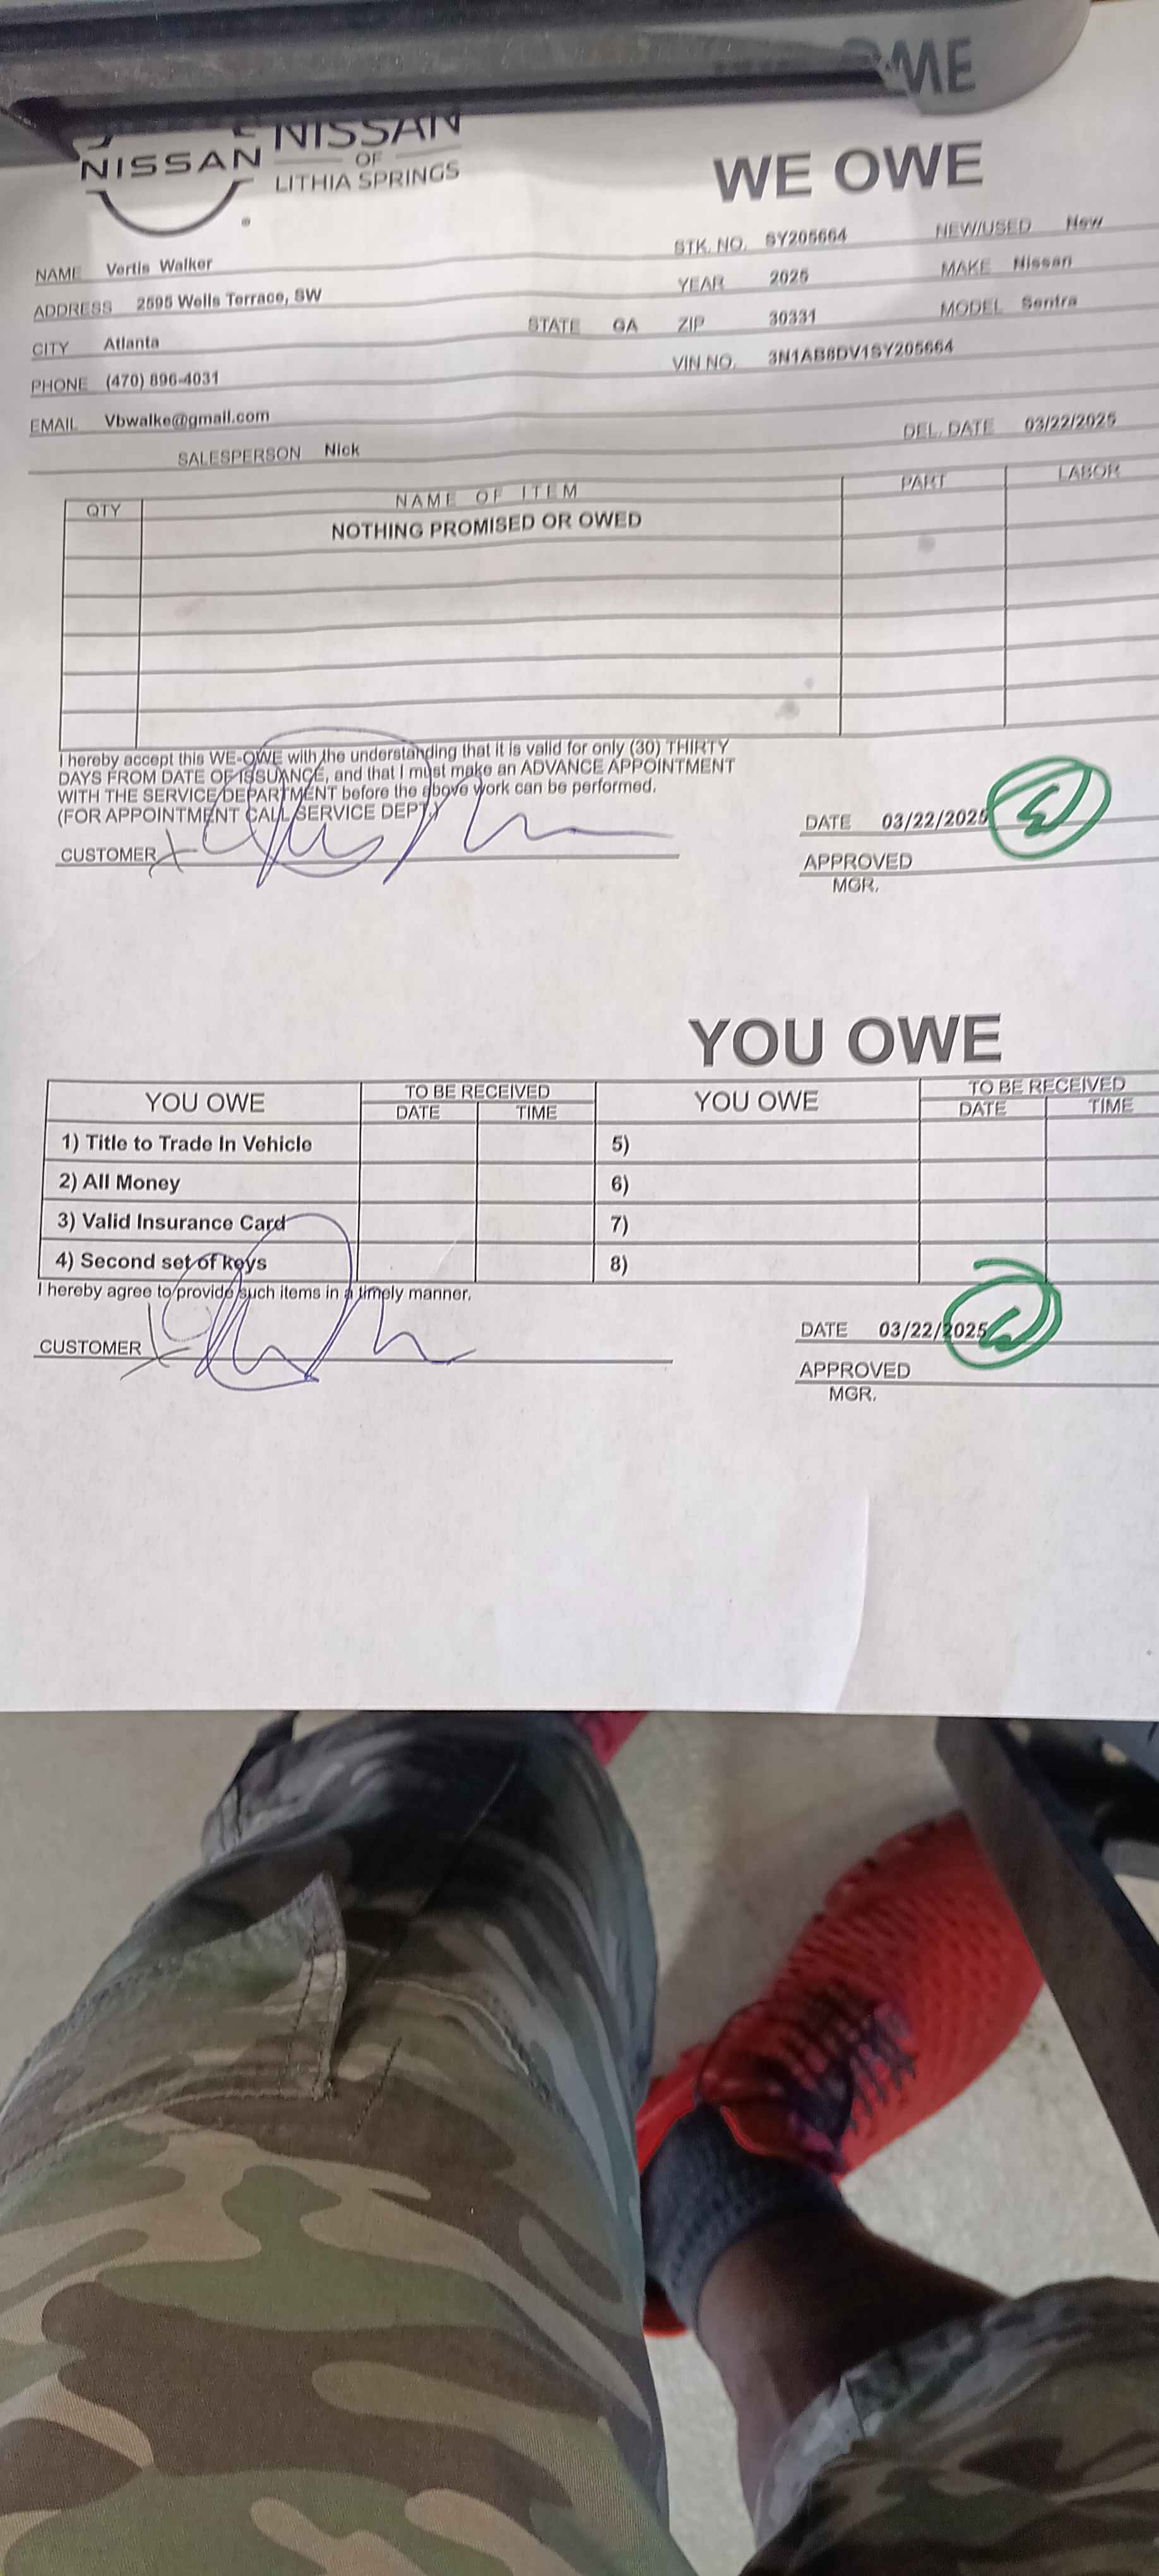 OME
NISSAN
NISSAN
OF
LITHIA SPRINGS
WE OWE
STK. NO. SY205664 NEW/USED New
NAME Vertis Walker
YEAR 2025 MAKE Nissan
ADDRESS 2595 Wells Terrace, SW
STATE GA ZIP 30331 MODEL Sentra
CITY Atlanta
VIN NO. 3N1AB8DV1SY205664
PHONE (470) 896-4031
EMAIL Vbwalke@gmail.com
DEL. DATE 03/22/2025
SALESPERSON Nick
QTY NAME OF ITEM PART LABOR
NOTHING PROMISED OR OWED
I hereby accept this WE-OWE with the understanding that it is valid for only (30) THIRTY
DAYS FROM DATE OF ISSUANCE, and that I must make an ADVANCE APPOINTMENT
WITH THE SERVICE DEPARTMENT before the above work can be performed.
(FOR APPOINTMENT CALL SERVICE DEPT.)
DATE 03/22/2025
CUSTOMER X
APPROVED
MGR.
YOU OWE
YOU OWE TO BE RECEIVED YOU OWE TO BE RECEIVED
DATE TIME DATE TIME
1) Title to Trade In Vehicle 5)
2) All Money 6)
3) Valid Insurance Card 7)
4) Second set of keys 8)
I hereby agree to provide such items in a timely manner.
DATE 03/22/2025
CUSTOMER X
APPROVED
MGR.